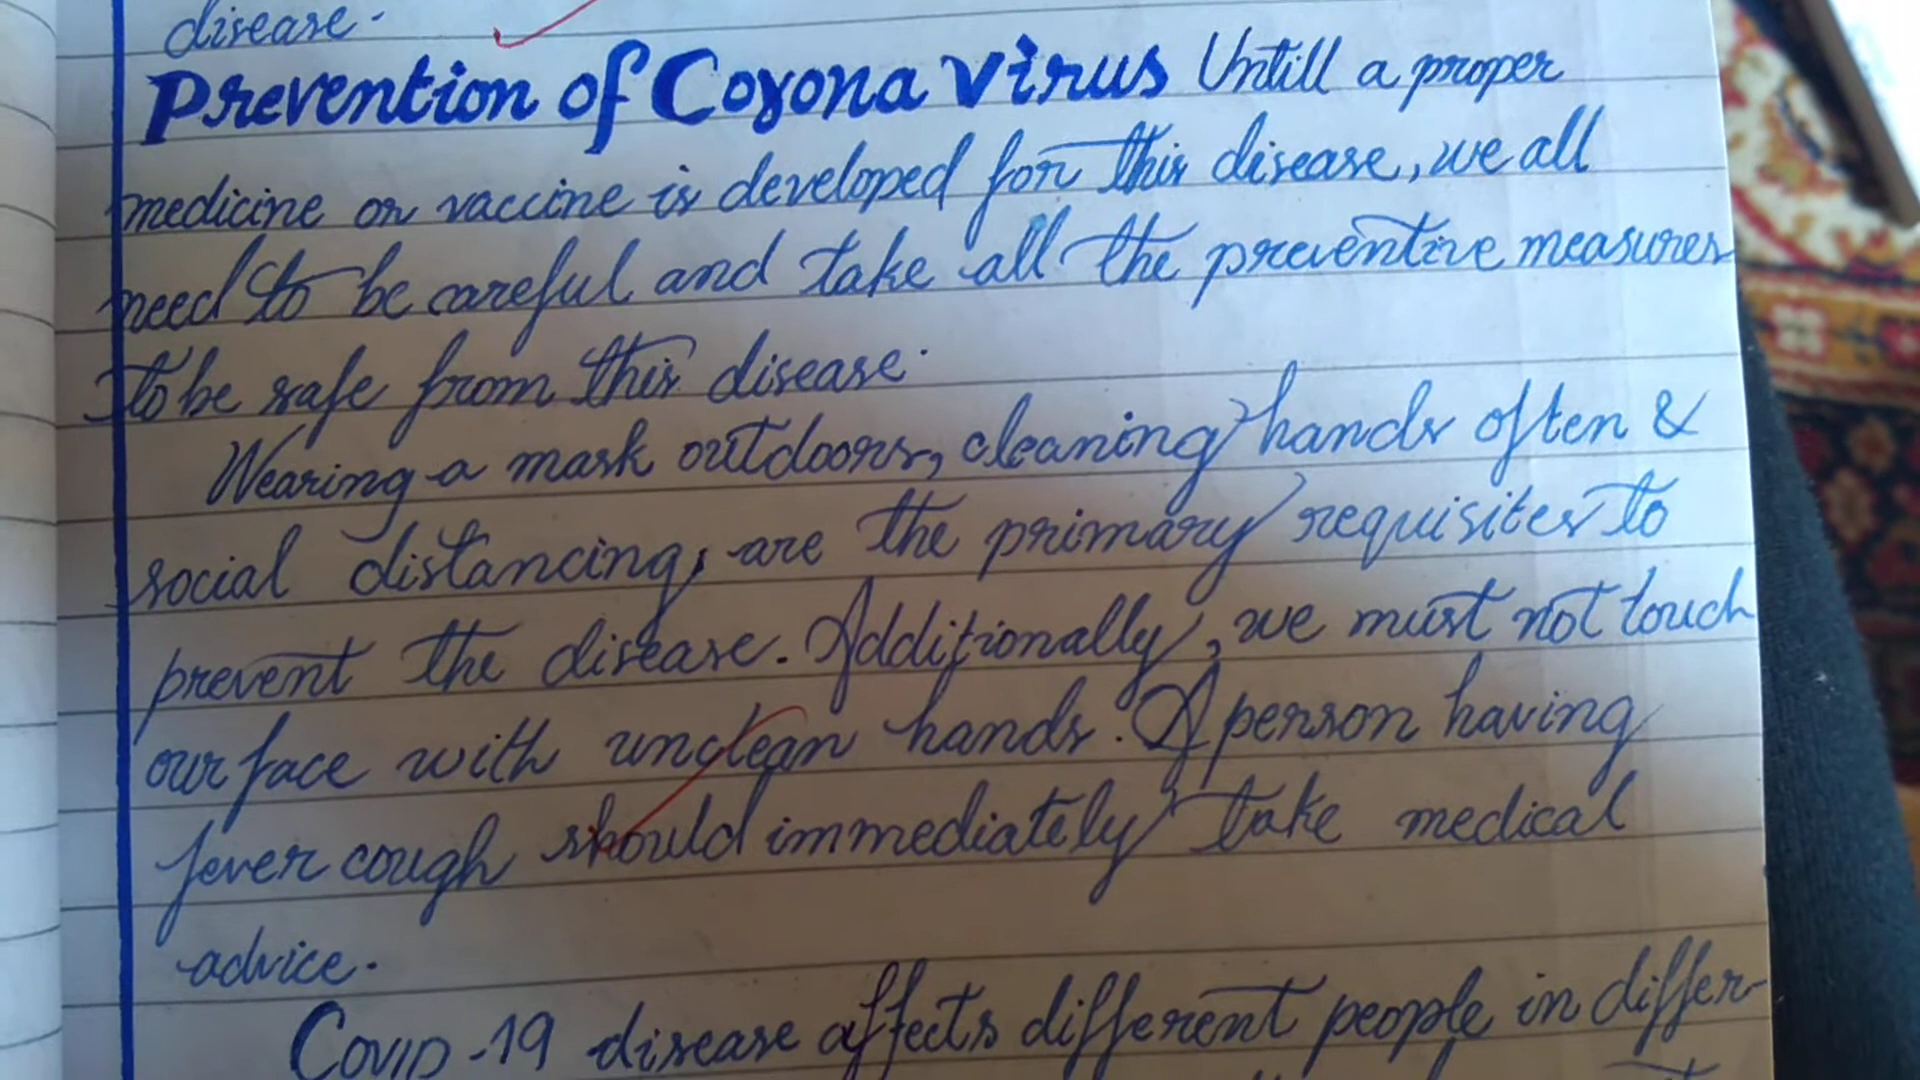 disease.
Prevention of Corona virus Untill a proper
medicine or vaccine is developed for this disease, we all
need to be careful and take all the preventive measures
to be safe from this disease.
Wearing a mask outdoors, cleaning hands often &
social distancing, are the primary requisites to
prevent the disease. Additionally, we must not touch
our face with unclean hands. A person having
fever cough should immediately take medical
advice.
COVID-19 disease affects different people in differ-